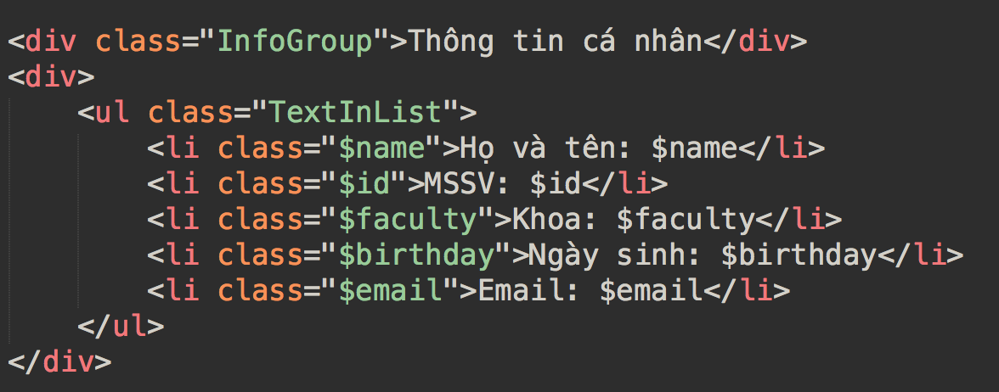 <div class="InfoGroup">Thông tin cá nhân</div>
<div>
    <ul class="TextInList">
        <li class="$name">Họ và tên: $name</li>
        <li class="$id">MSSV: $id</li>
        <li class="$faculty">Khoa: $faculty</li>
        <li class="$birthday">Ngày sinh: $birthday</li>
        <li class="$email">Email: $email</li>
    </ul>
</div>